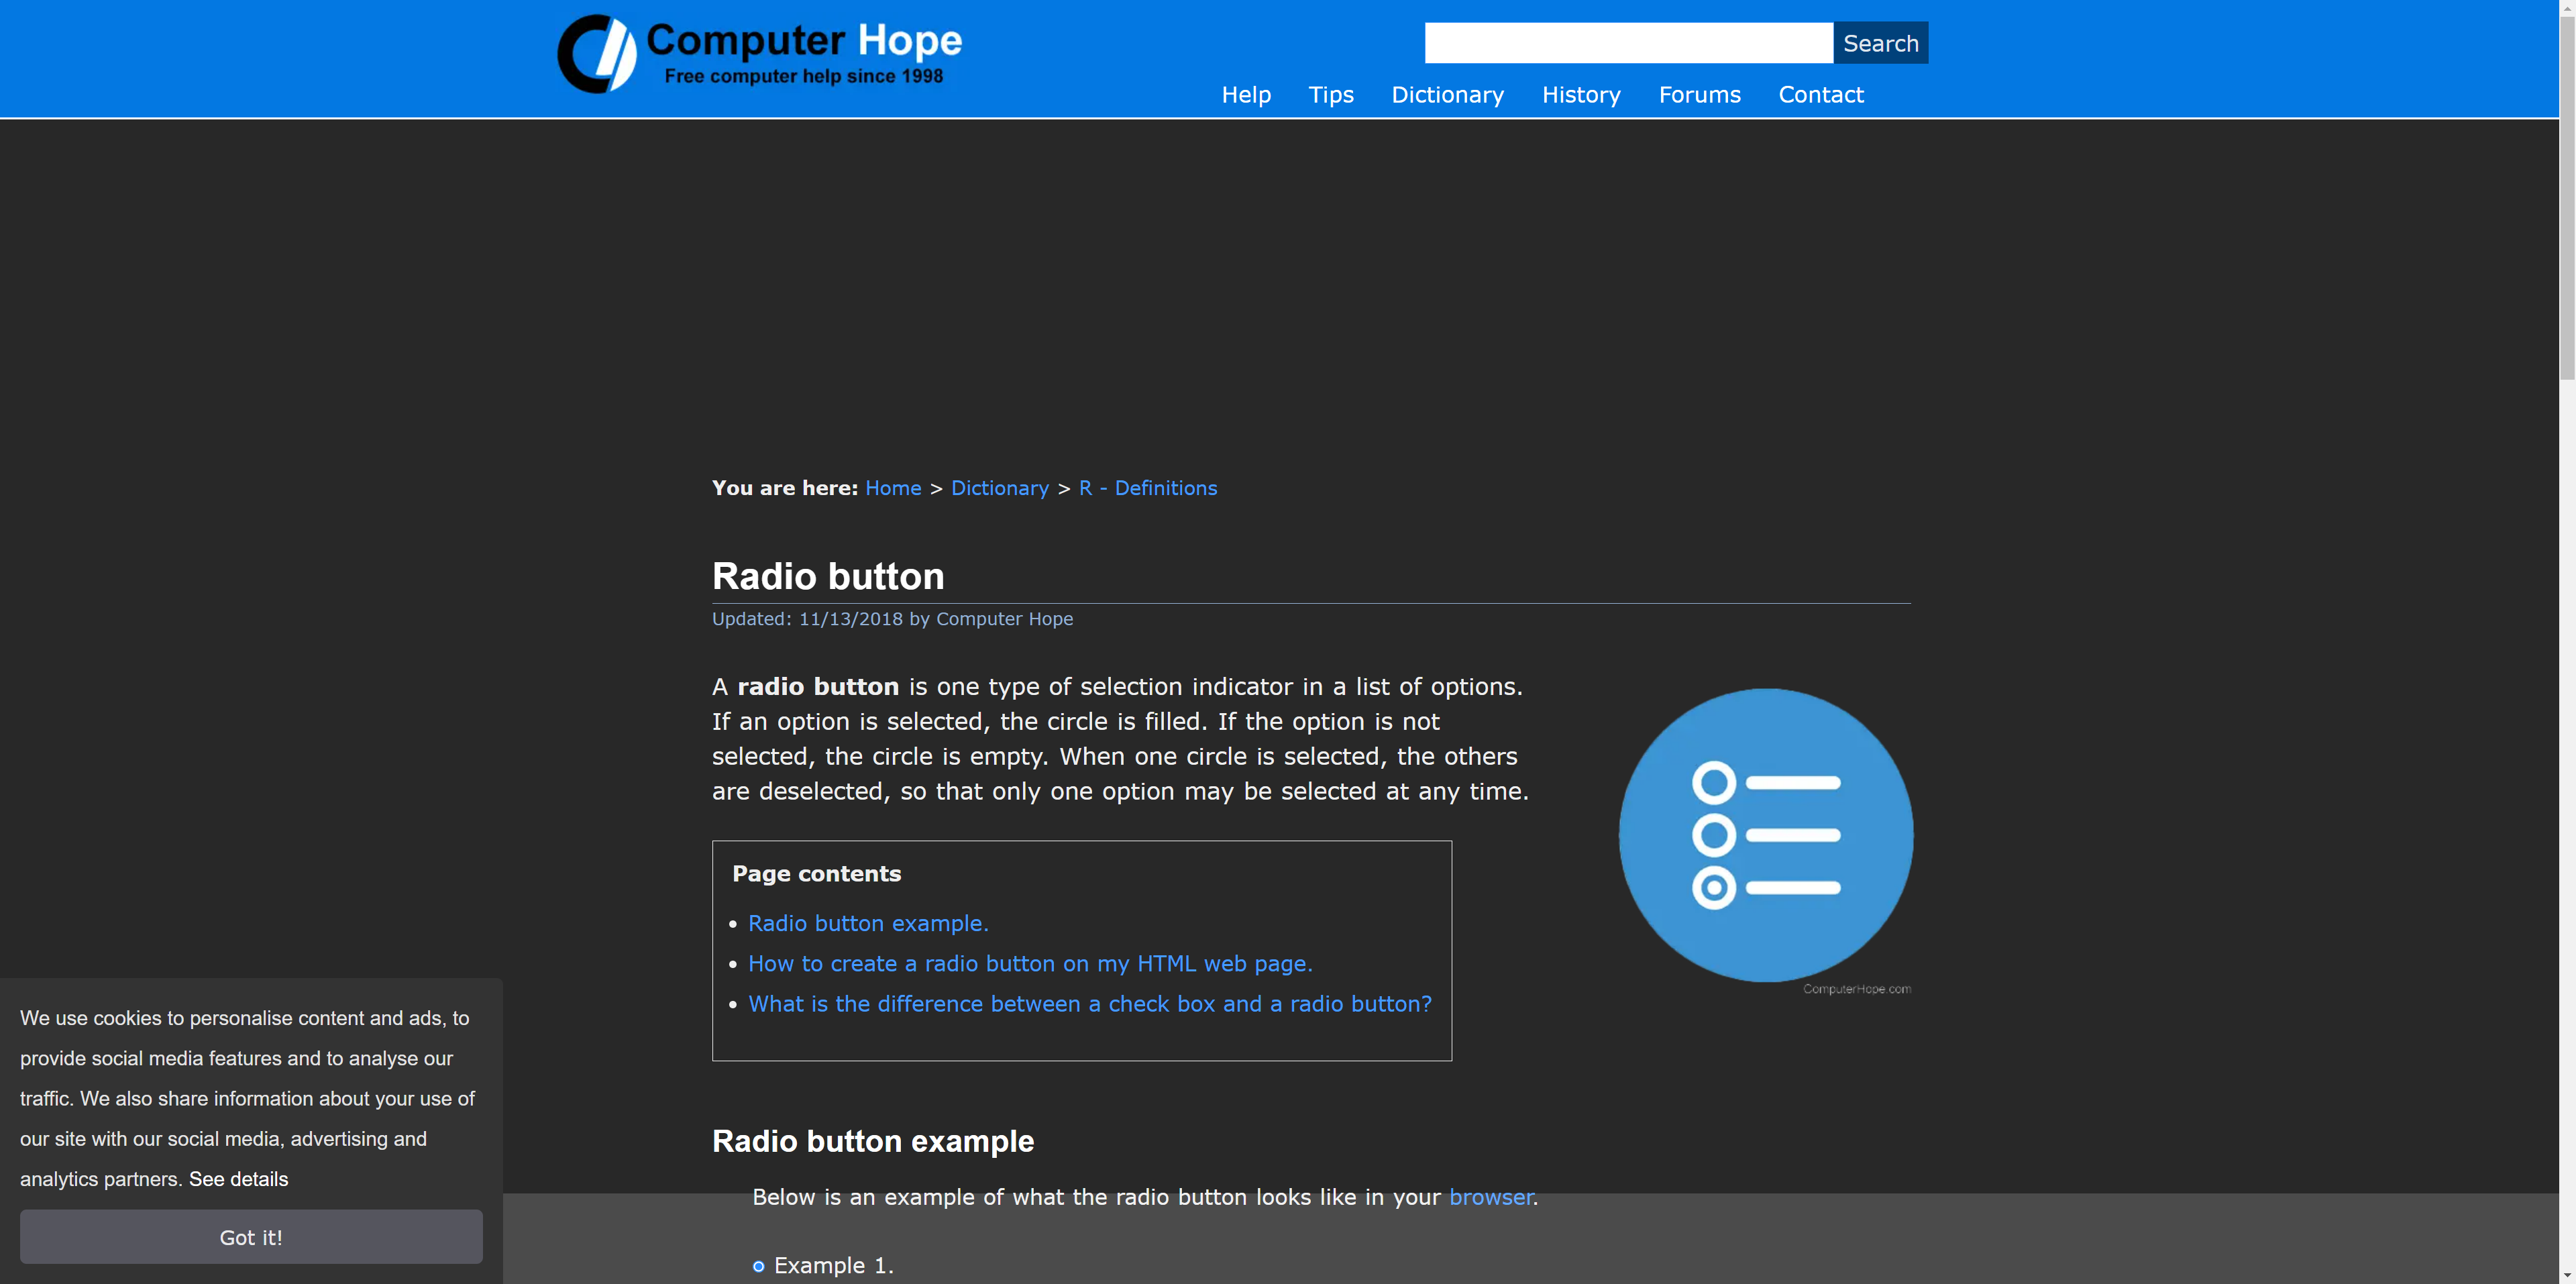 Computer Hope
Free computer help since 1998
Search
Help Tips Dictionary History Forums Contact
You are here: Home > Dictionary > R - Definitions
Radio button
Updated: 11/13/2018 by Computer Hope
A radio button is one type of selection indicator in a list of options.
If an option is selected, the circle is filled. If the option is not
selected, the circle is empty. When one circle is selected, the others
are deselected, so that only one option may be selected at any time.
ComputerHope.com
Page contents
• Radio button example.
• How to create a radio button on my HTML web page.
• What is the difference between a check box and a radio button?
Radio button example
Below is an example of what the radio button looks like in your browser.
Example 1.
We use cookies to personalise content and ads, to
provide social media features and to analyse our
traffic. We also share information about your use of
our site with our social media, advertising and
analytics partners. See details
Got it!